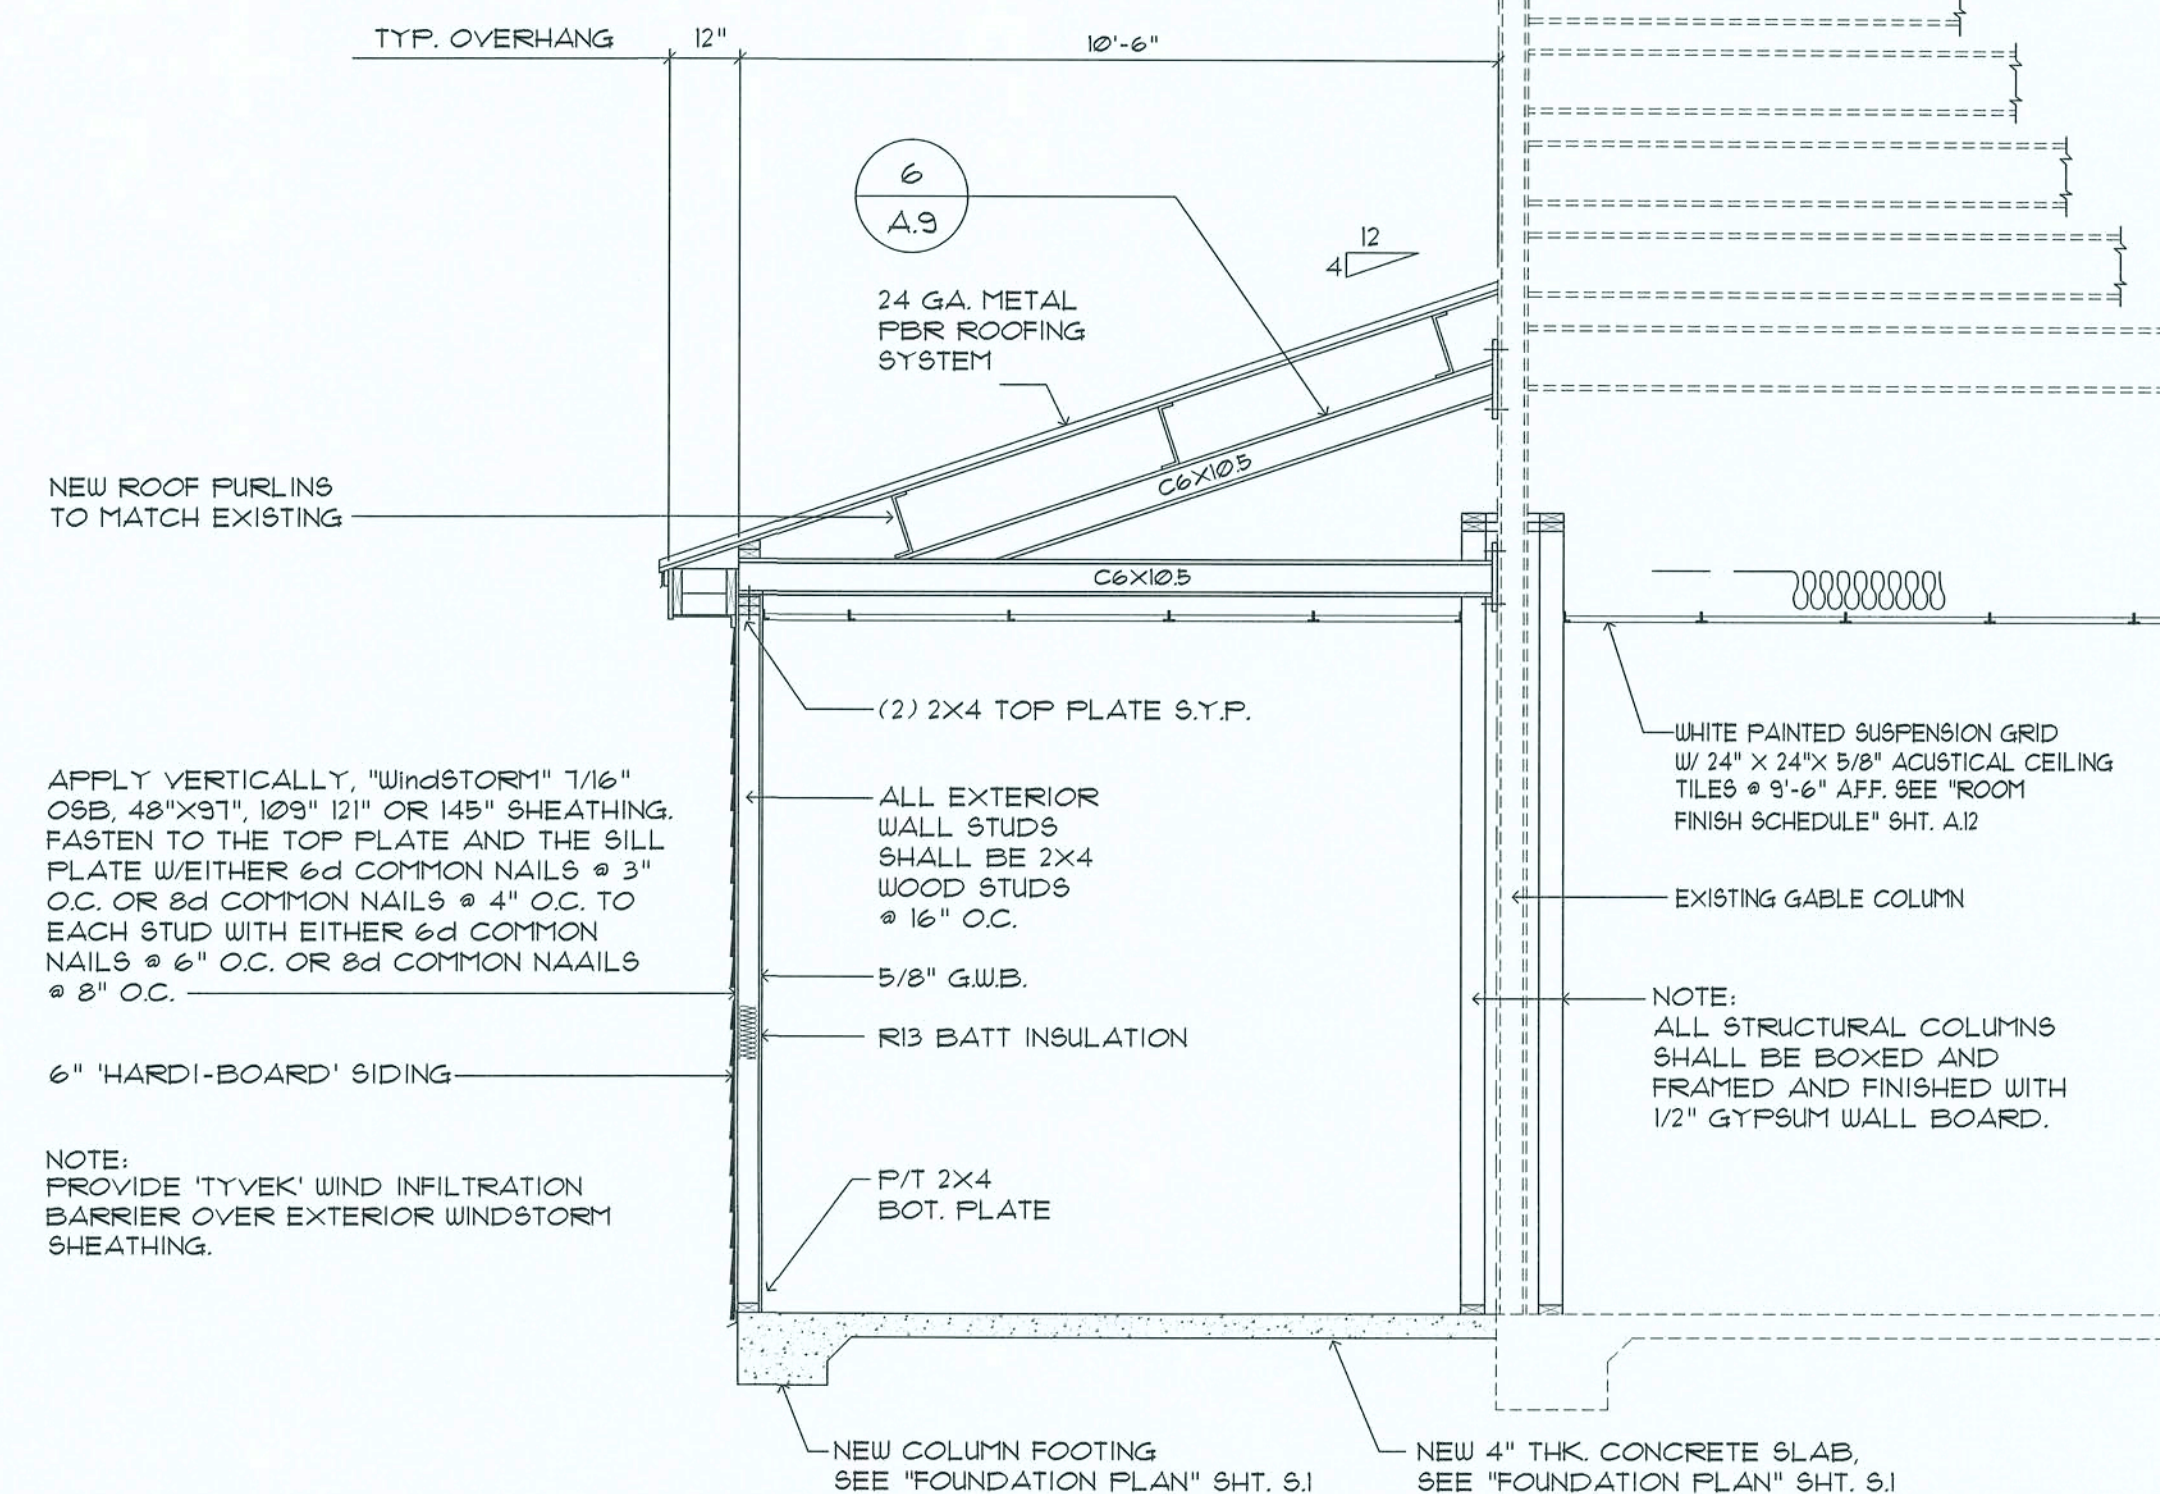 TYP. OVERHANG
12"
10'-6"
6
A.9
12
4
24 GA. METAL
PBR ROOFING
SYSTEM
C6X10.5
NEW ROOF PURLINS
TO MATCH EXISTING
C6X10.5
(2) 2X4 TOP PLATE S.Y.P.
WHITE PAINTED SUSPENSION GRID
W/ 24" X 24"X 5/8" ACUSTICAL CEILING
TILES @ 9'-6" A.F.F. SEE "ROOM
FINISH SCHEDULE" SHT. A.12
APPLY VERTICALLY, "WindSTORM" 7/16"
OSB, 48"X97", 109" 121" OR 145" SHEATHING.
FASTEN TO THE TOP PLATE AND THE SILL
PLATE W/EITHER 6d COMMON NAILS @ 3"
O.C. OR 8d COMMON NAILS @ 4" O.C. TO
EACH STUD WITH EITHER 6d COMMON
NAILS @ 6" O.C. OR 8d COMMON NAAILS
@ 8" O.C.
ALL EXTERIOR
WALL STUDS
SHALL BE 2X4
WOOD STUDS
@ 16" O.C.
EXISTING GABLE COLUMN
5/8" G.W.B.
R13 BATT INSULATION
NOTE:
ALL STRUCTURAL COLUMNS
SHALL BE BOXED AND
FRAMED AND FINISHED WITH
1/2" GYPSUM WALL BOARD.
6" 'HARDI-BOARD' SIDING
NOTE:
PROVIDE 'TYVEK' WIND INFILTRATION
BARRIER OVER EXTERIOR WINDSTORM
SHEATHING.
P/T 2X4
BOT. PLATE
NEW COLUMN FOOTING
SEE "FOUNDATION PLAN" SHT. S.1
NEW 4" THK. CONCRETE SLAB,
SEE "FOUNDATION PLAN" SHT. S.1